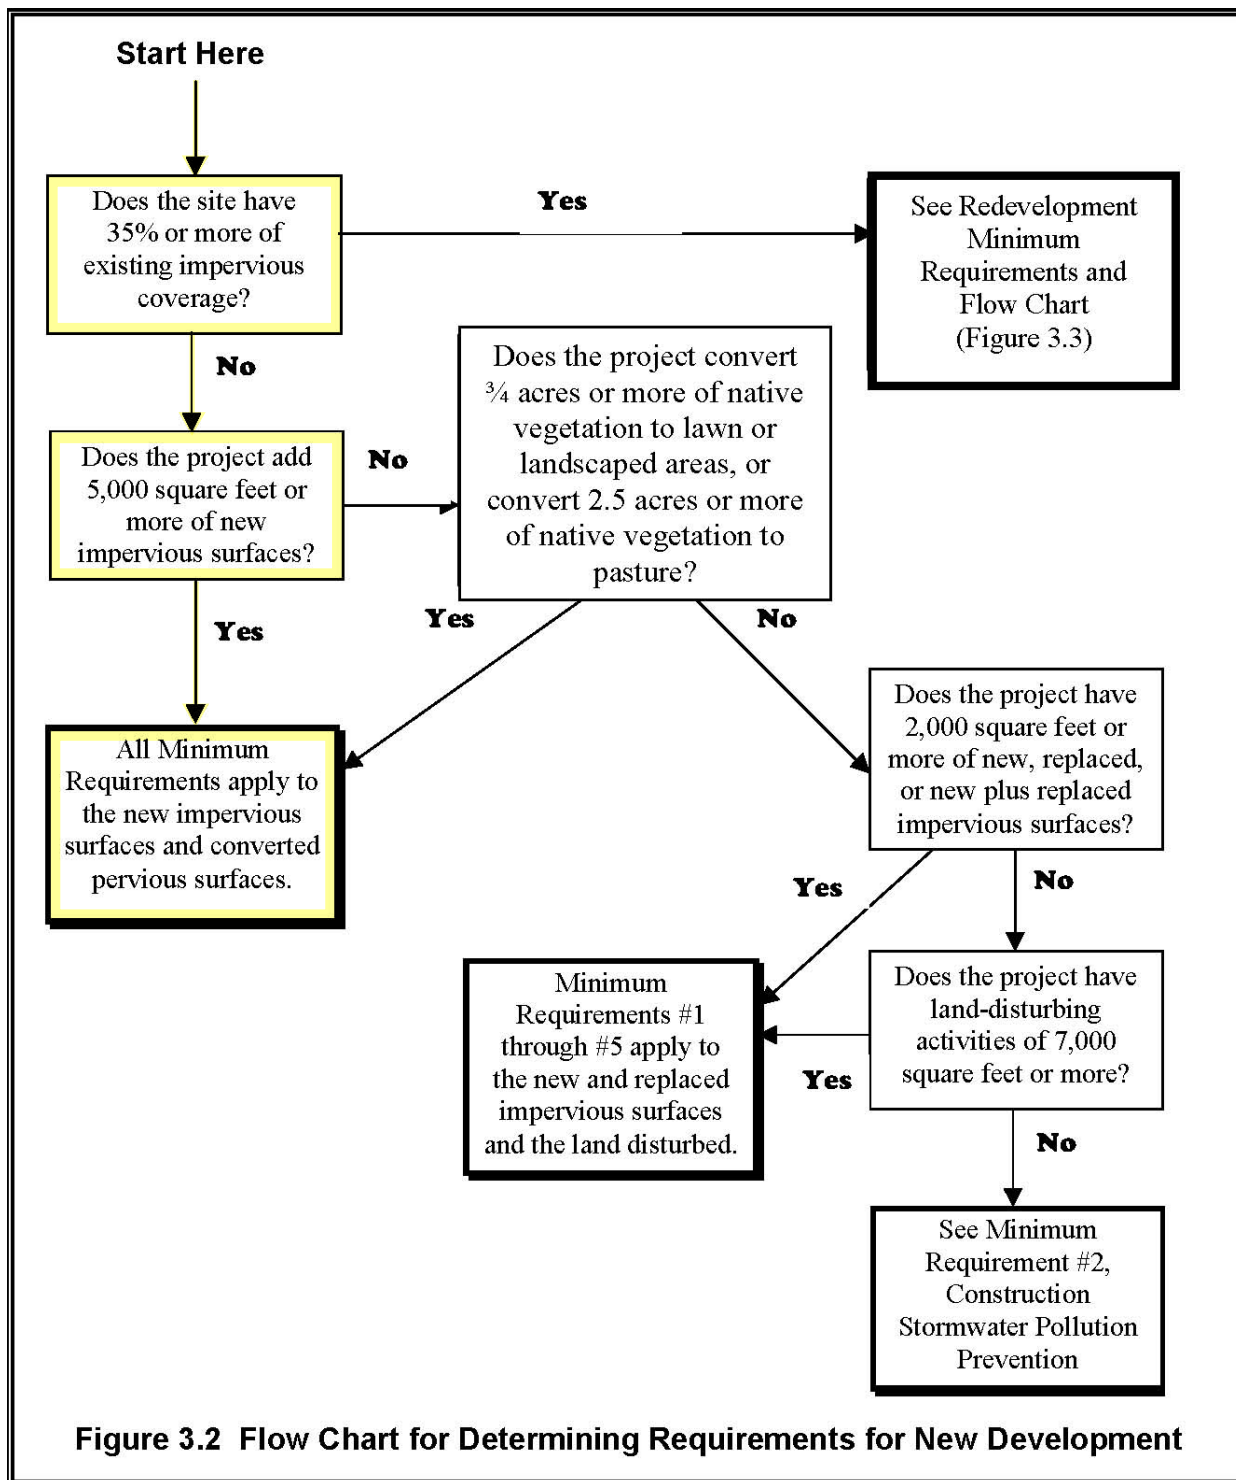 Start Here
Does the site have
35% or more of
existing impervious
coverage?
Yes
See Redevelopment
Minimum
Requirements and
Flow Chart
(Figure 3.3)
No
Does the project add
5,000 square feet or
more of new
impervious surfaces?
No
Does the project convert
¾ acres or more of native
vegetation to lawn or
landscaped areas, or
convert 2.5 acres or more
of native vegetation to
pasture?
Yes
Yes
No
All Minimum
Requirements apply to
the new impervious
surfaces and converted
pervious surfaces.
Does the project have
2,000 square feet or
more of new, replaced,
or new plus replaced
impervious surfaces?
Yes
No
Minimum
Requirements #1
through #5 apply to
the new and replaced
impervious surfaces
and the land disturbed.
Does the project have
land-disturbing
activities of 7,000
square feet or more?
Yes
No
See Minimum
Requirement #2,
Construction
Stormwater Pollution
Prevention
Figure 3.2 Flow Chart for Determining Requirements for New Development